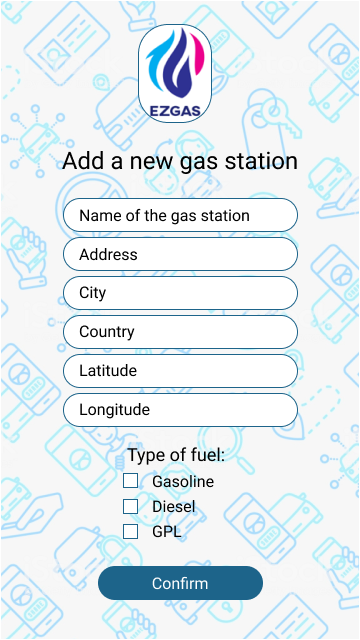 EZGAS
Add a new gas station
Name of the gas station
Address
City
Country
Latitude
Longitude
Type of fuel:
Gasoline
Diesel
GPL
Confirm